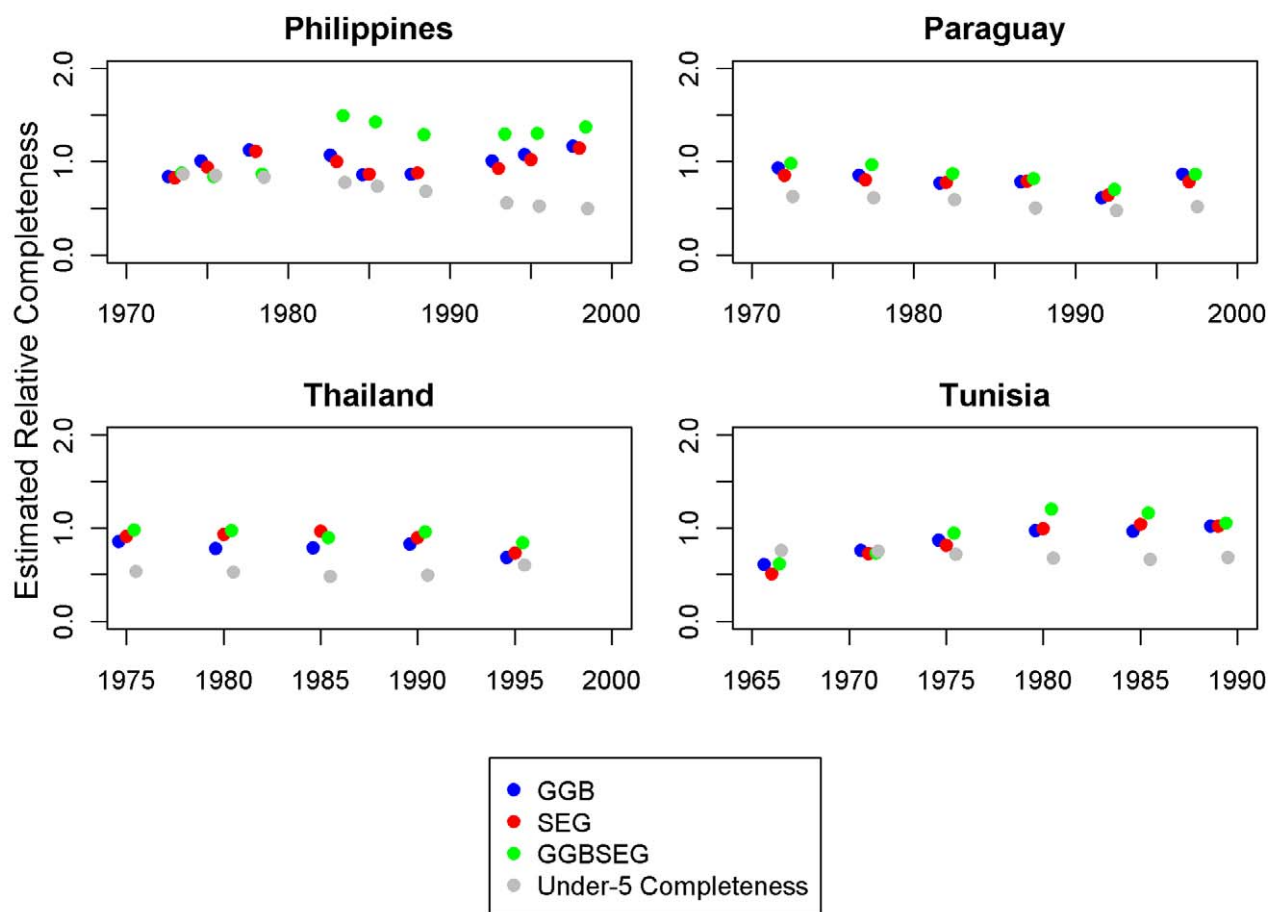 Philippines
Paraguay
Estimated Relative Completeness
2.0
1.0
0.0
1970 1980 1990 2000
2.0
1.0
0.0
1970 1980 1990 2000
Thailand
Tunisia
2.0
1.0
0.0
1975 1980 1985 1990 1995 2000
2.0
1.0
0.0
1965 1970 1975 1980 1985 1990
GGB
SEG
GGBSEG
Under-5 Completeness